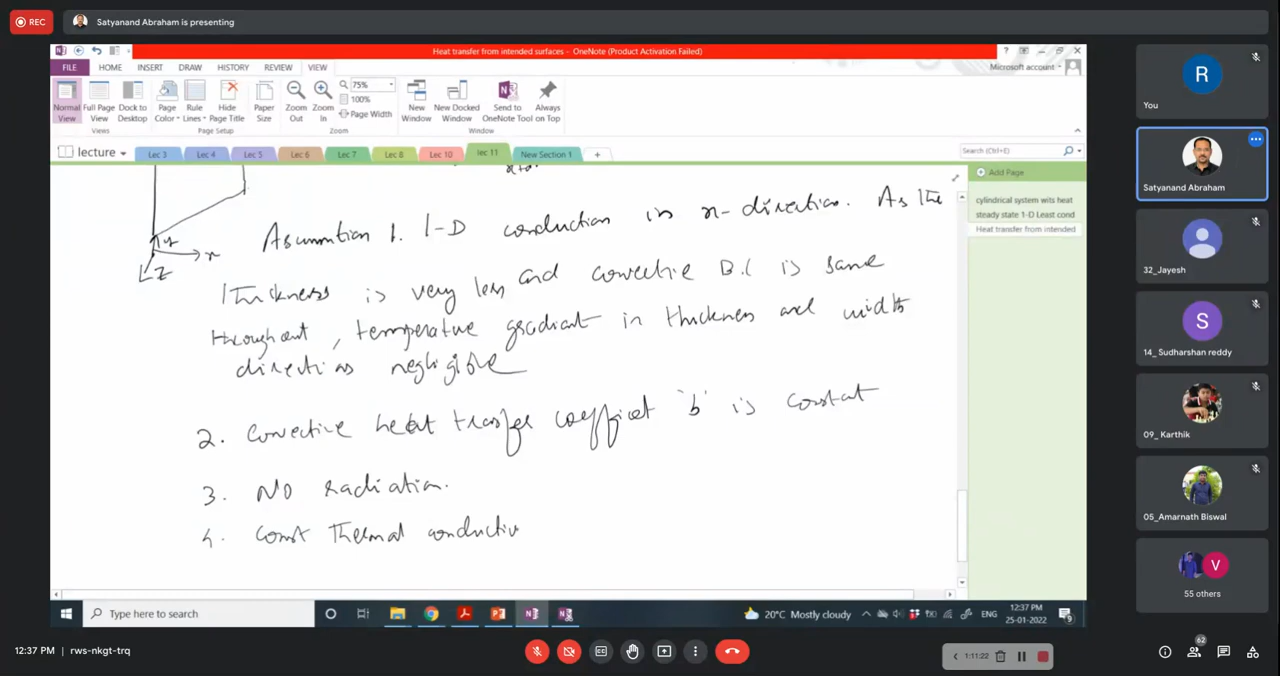 REC
Satyanand Abraham is presenting
Heat transfer from intended surfaces - OneNote (Product Activation Failed)
FILE HOME INSERT DRAW HISTORY REVIEW VIEW
Microsoft account
Normal View
Full Page View
Dock to Desktop
Page Color
Rule Lines
Hide Page Title
Paper Size
Zoom Out
Zoom In
75%
100%
Page Width
New Window
New Docked Window
Send to OneNote Tool
Always on Top
Views
Page Setup
Zoom
Window
lecture
Lec 3 Lec 4 Lec 5 Lec 6 Lec 7 Lec 8 Lec 10 lec 11 New Section 1
Search (Ctrl+E)
Add Page
cylindrical system wits heat
steady state 1-D Least cond
Heat transfer from intended
y
x
z
Asumntion 1. 1-D conduction in x-direction. As the
thickness is very less and convective B.C is same
throughout, temperature gradient in thickness and width
directions negligible
2. Convective heat transfer coefficient 'h' is constat
3. No radiation.
4. Const Thermal conductiv
Type here to search
20°C Mostly cloudy
ENG
12:37 PM
25-01-2022
9
12:37 PM | rws-nkgt-trq
1:11:22
62
R
You
Satyanand Abraham
32_Jayesh
S
14_ Sudharshan reddy
09_ Karthik
05_Amarnath Biswal
V
55 others